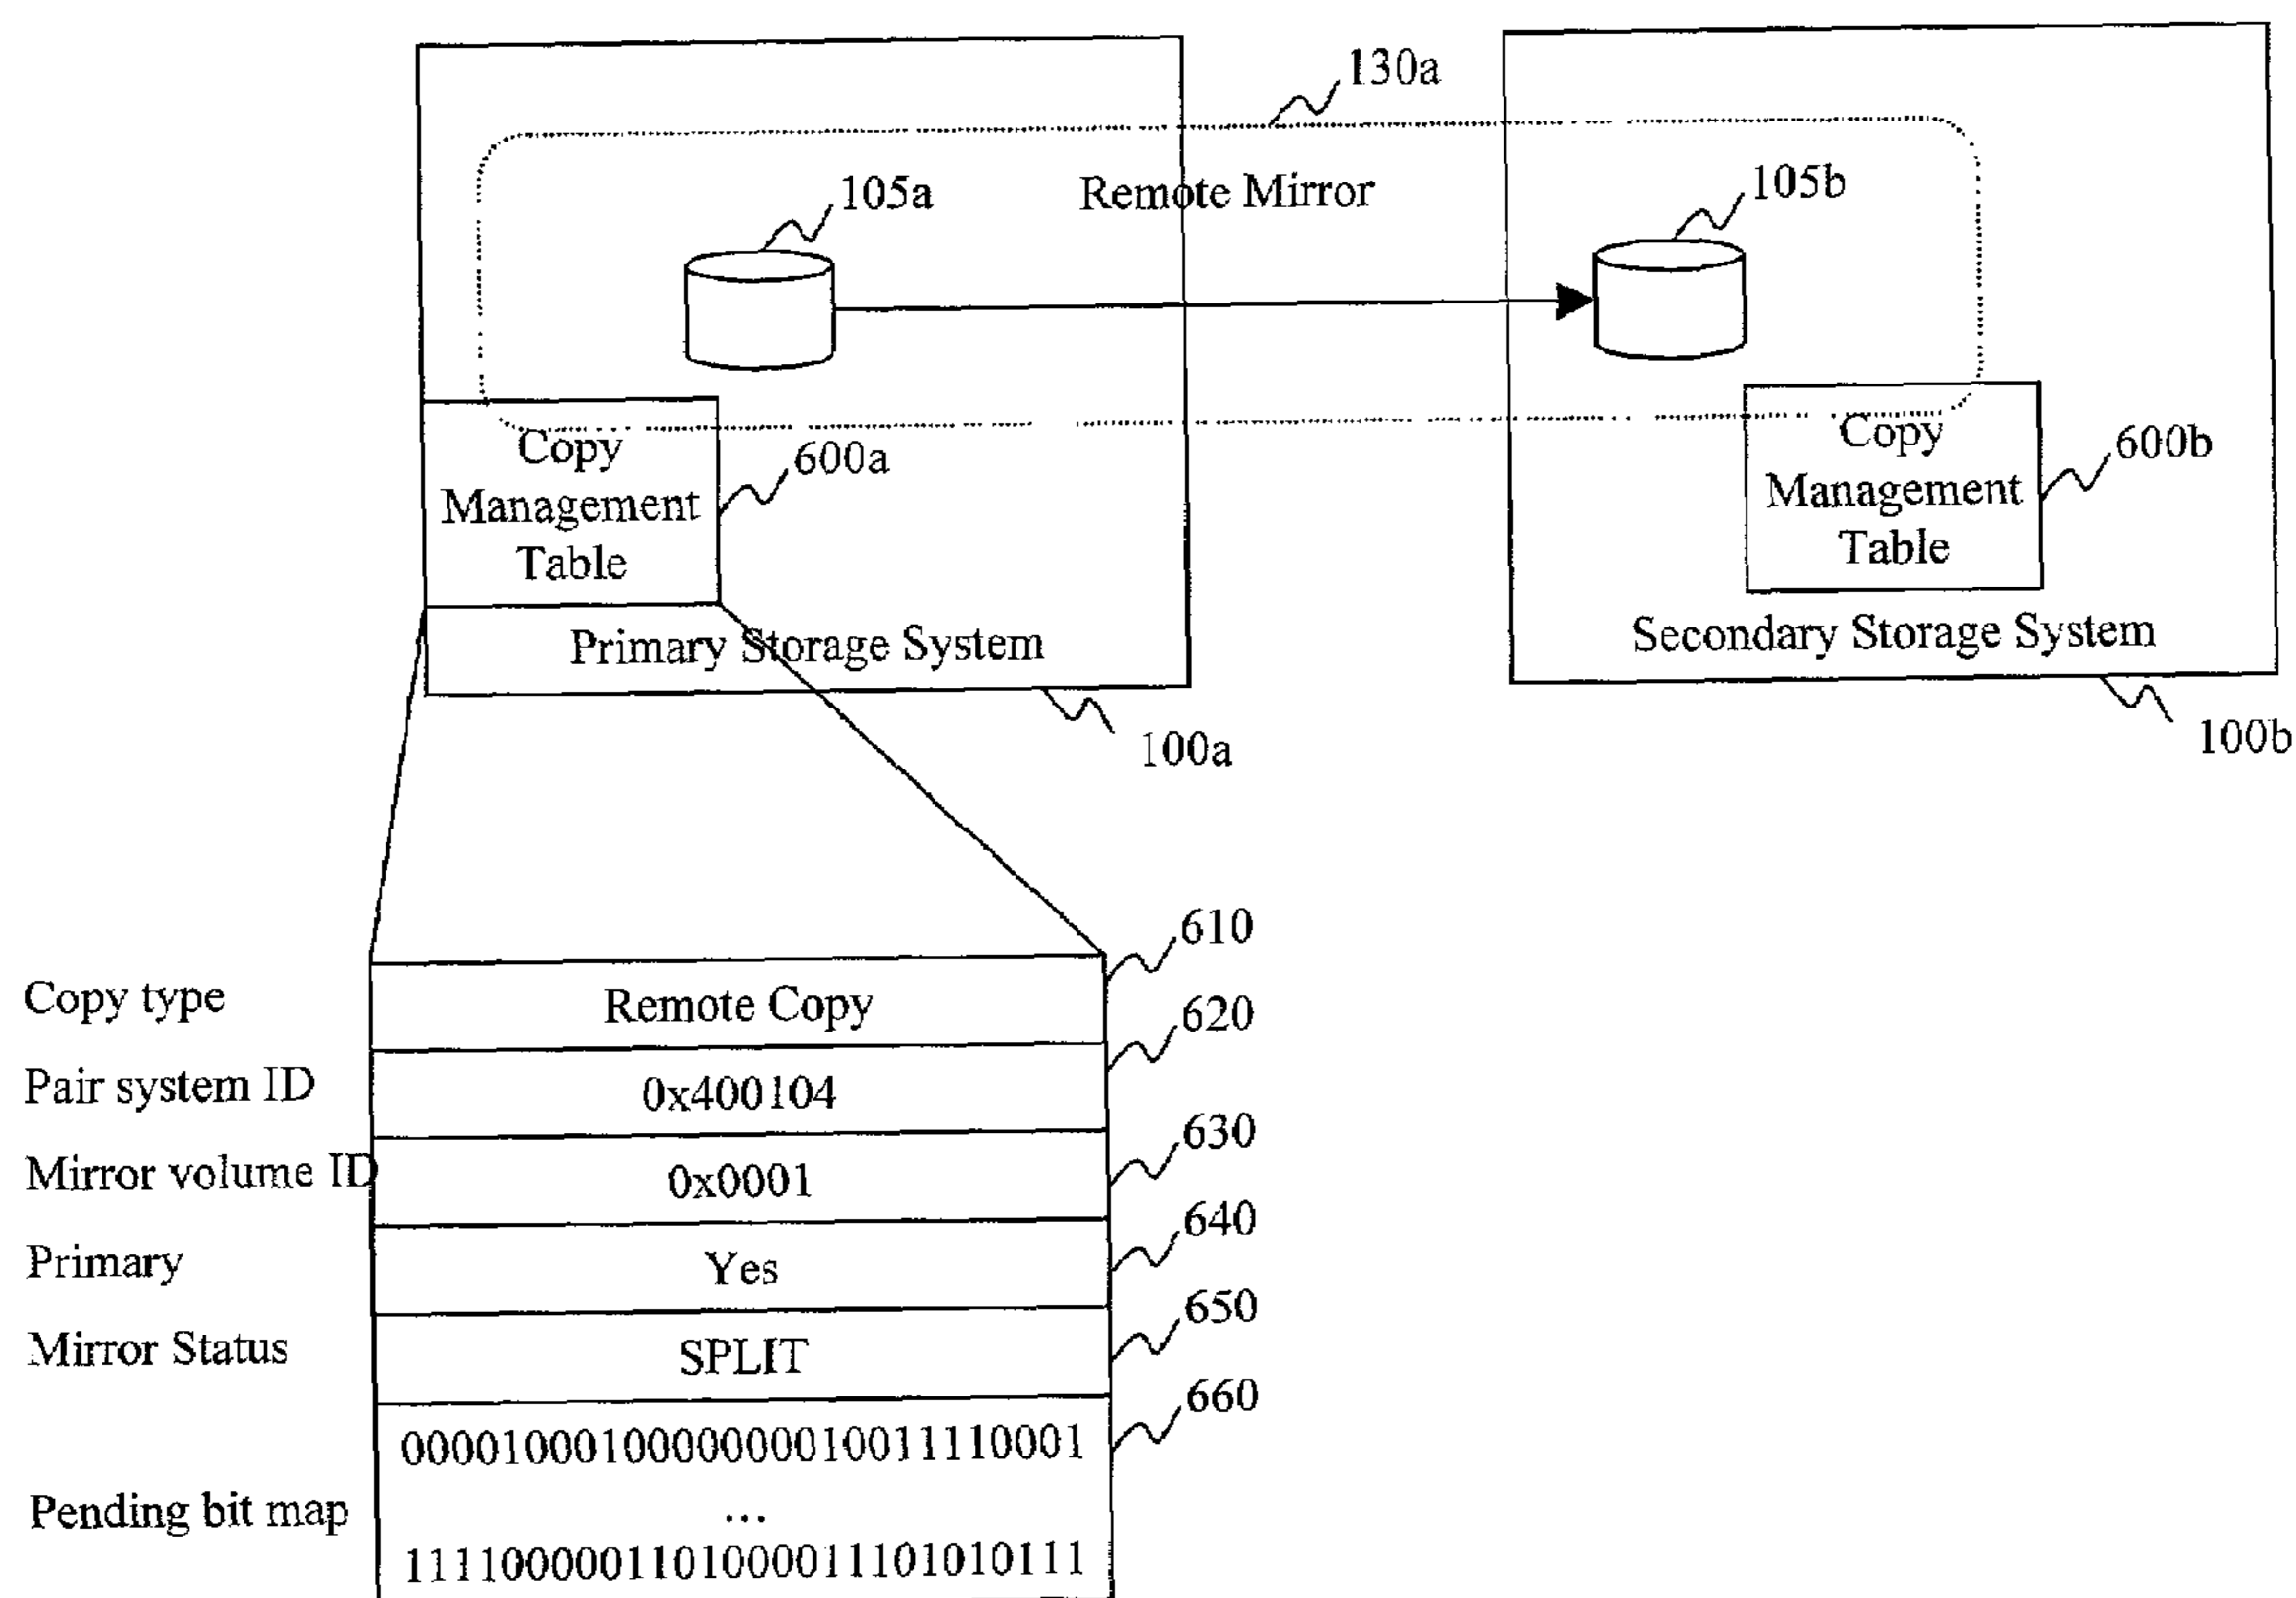 130a
105a
Remote Mirror
105b
Copy
Management
Table
600a
Copy
Management
Table
600b
Primary Storage System
Secondary Storage System
100a
100b
610
Copy type
Remote Copy
620
Pair system ID
0x400104
630
Mirror volume ID
0x0001
640
Primary
Yes
650
Mirror Status
SPLIT
660
00001000100000000010011110001
Pending bit map
...
1111000001101000011101010111